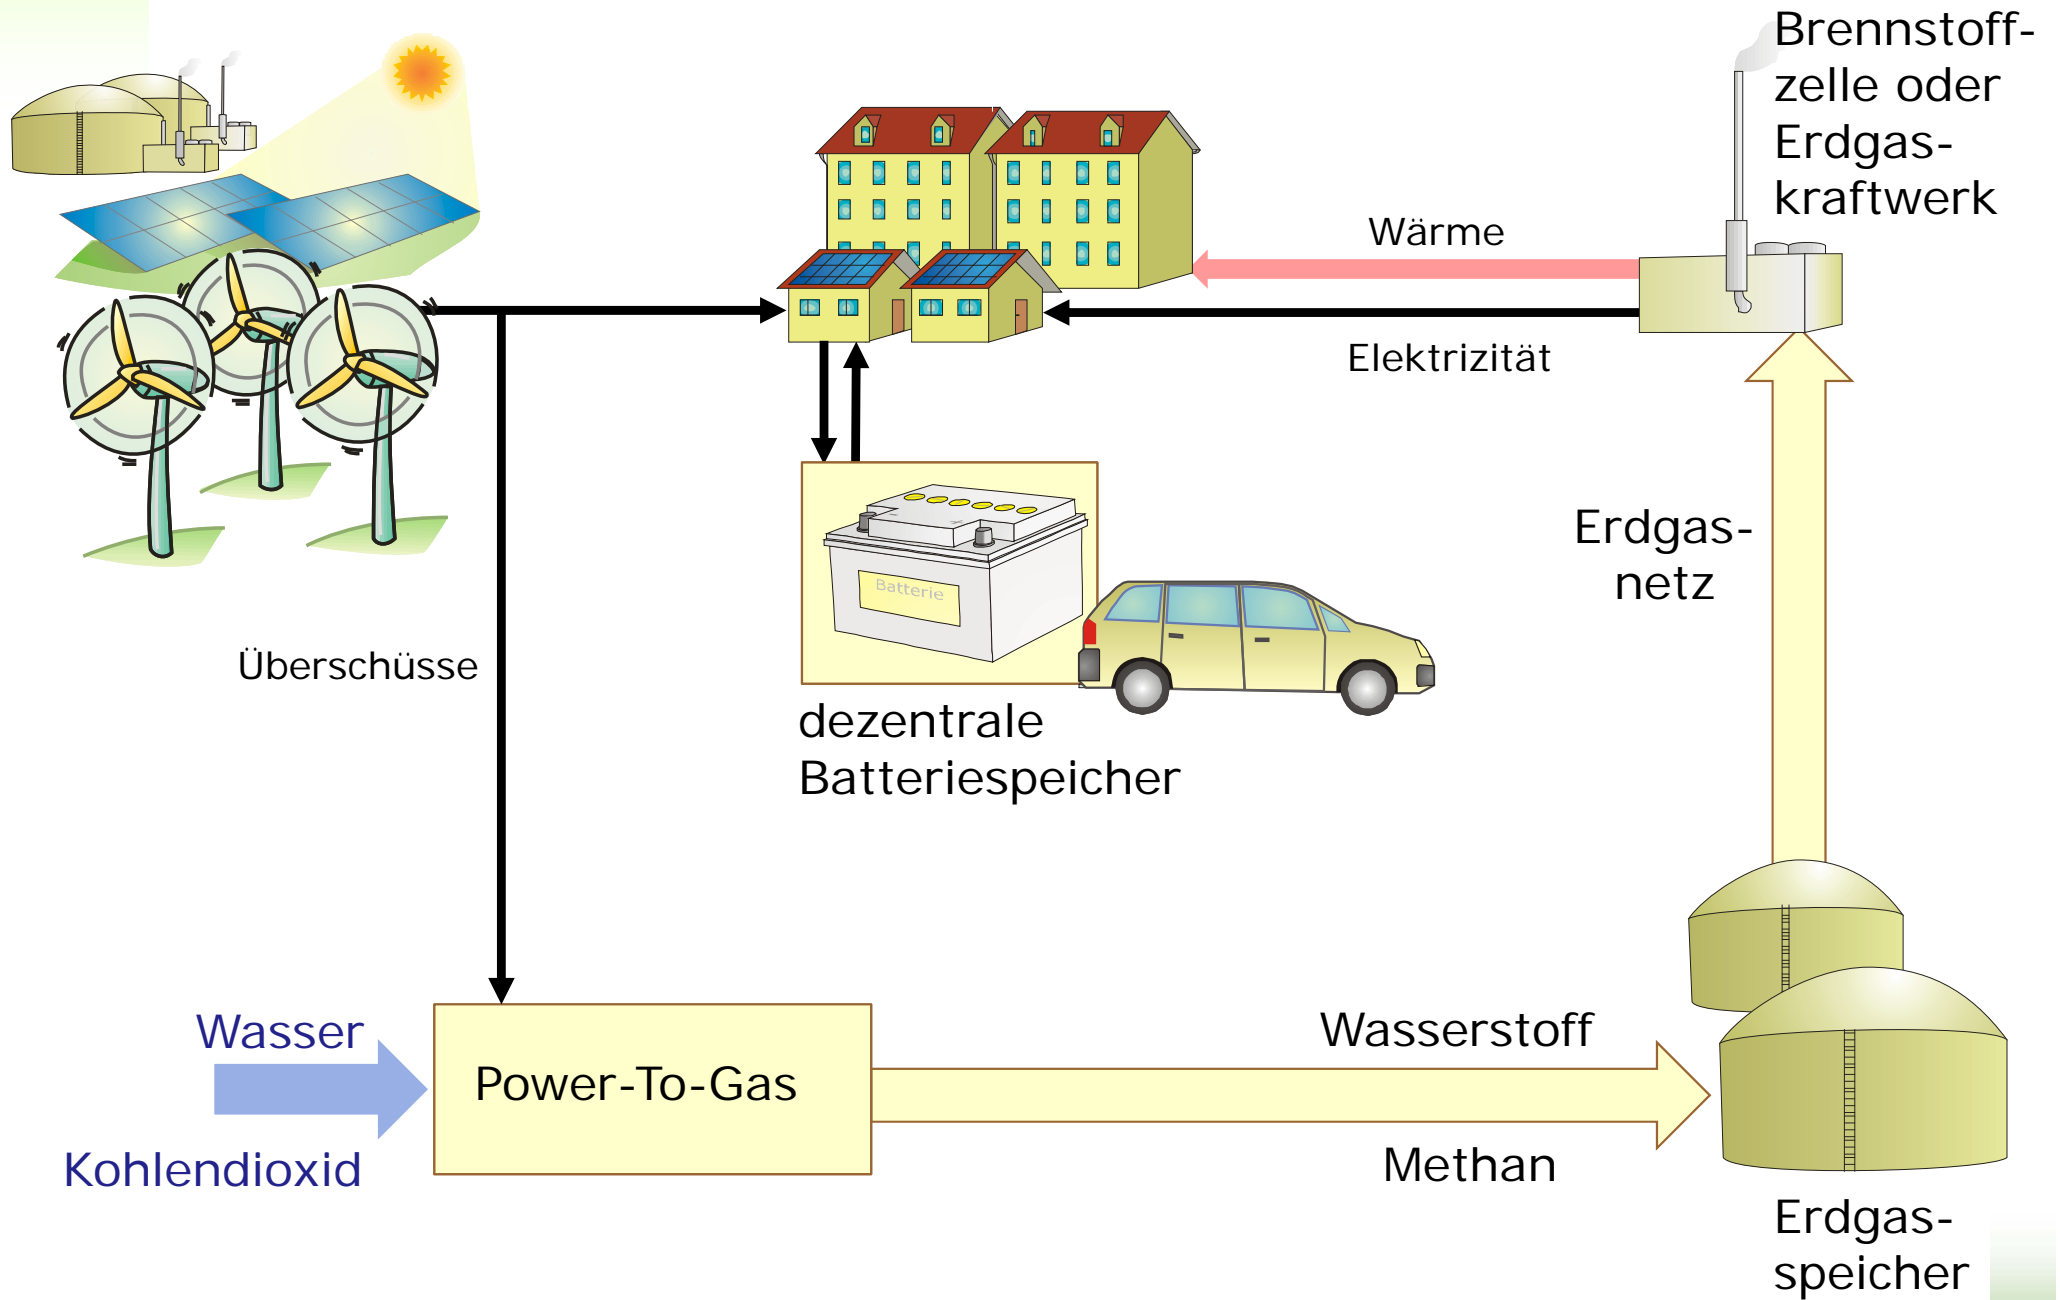 Brennstoff-
zelle oder
Erdgas-
kraftwerk
Wärme
Elektrizität
Erdgas-
netz
Batterie
Überschüsse
dezentrale
Batteriespeicher
Wasser
Kohlendioxid
Power-To-Gas
Wasserstoff
Methan
Erdgas-
speicher